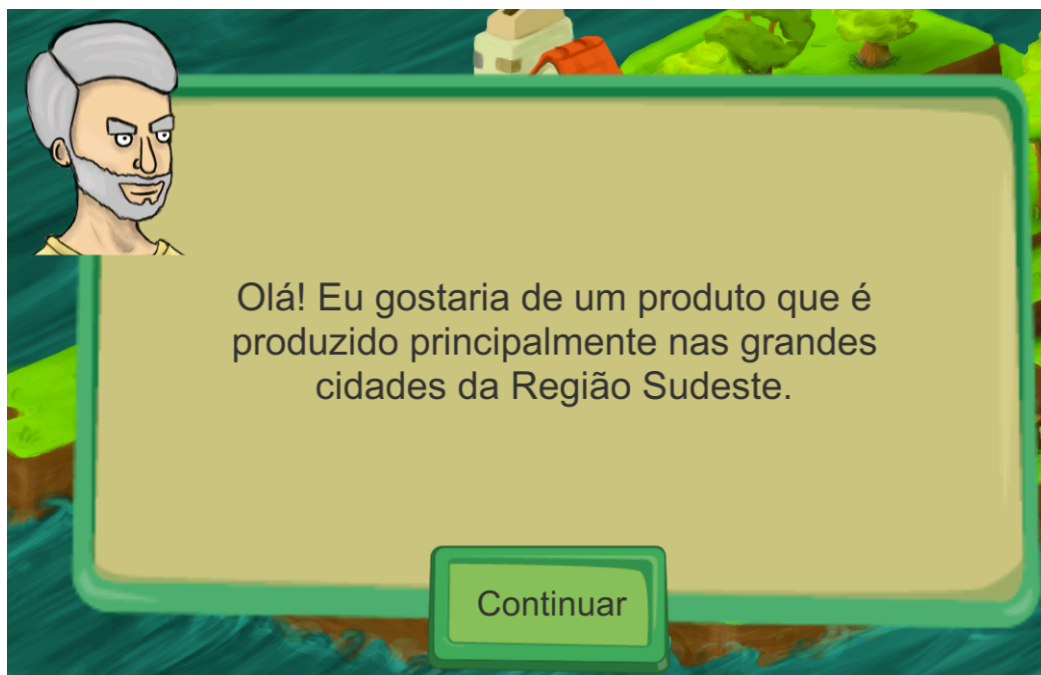 Olá! Eu gostaria de um produto que é
produzido principalmente nas grandes
cidades da Região Sudeste.
Continuar